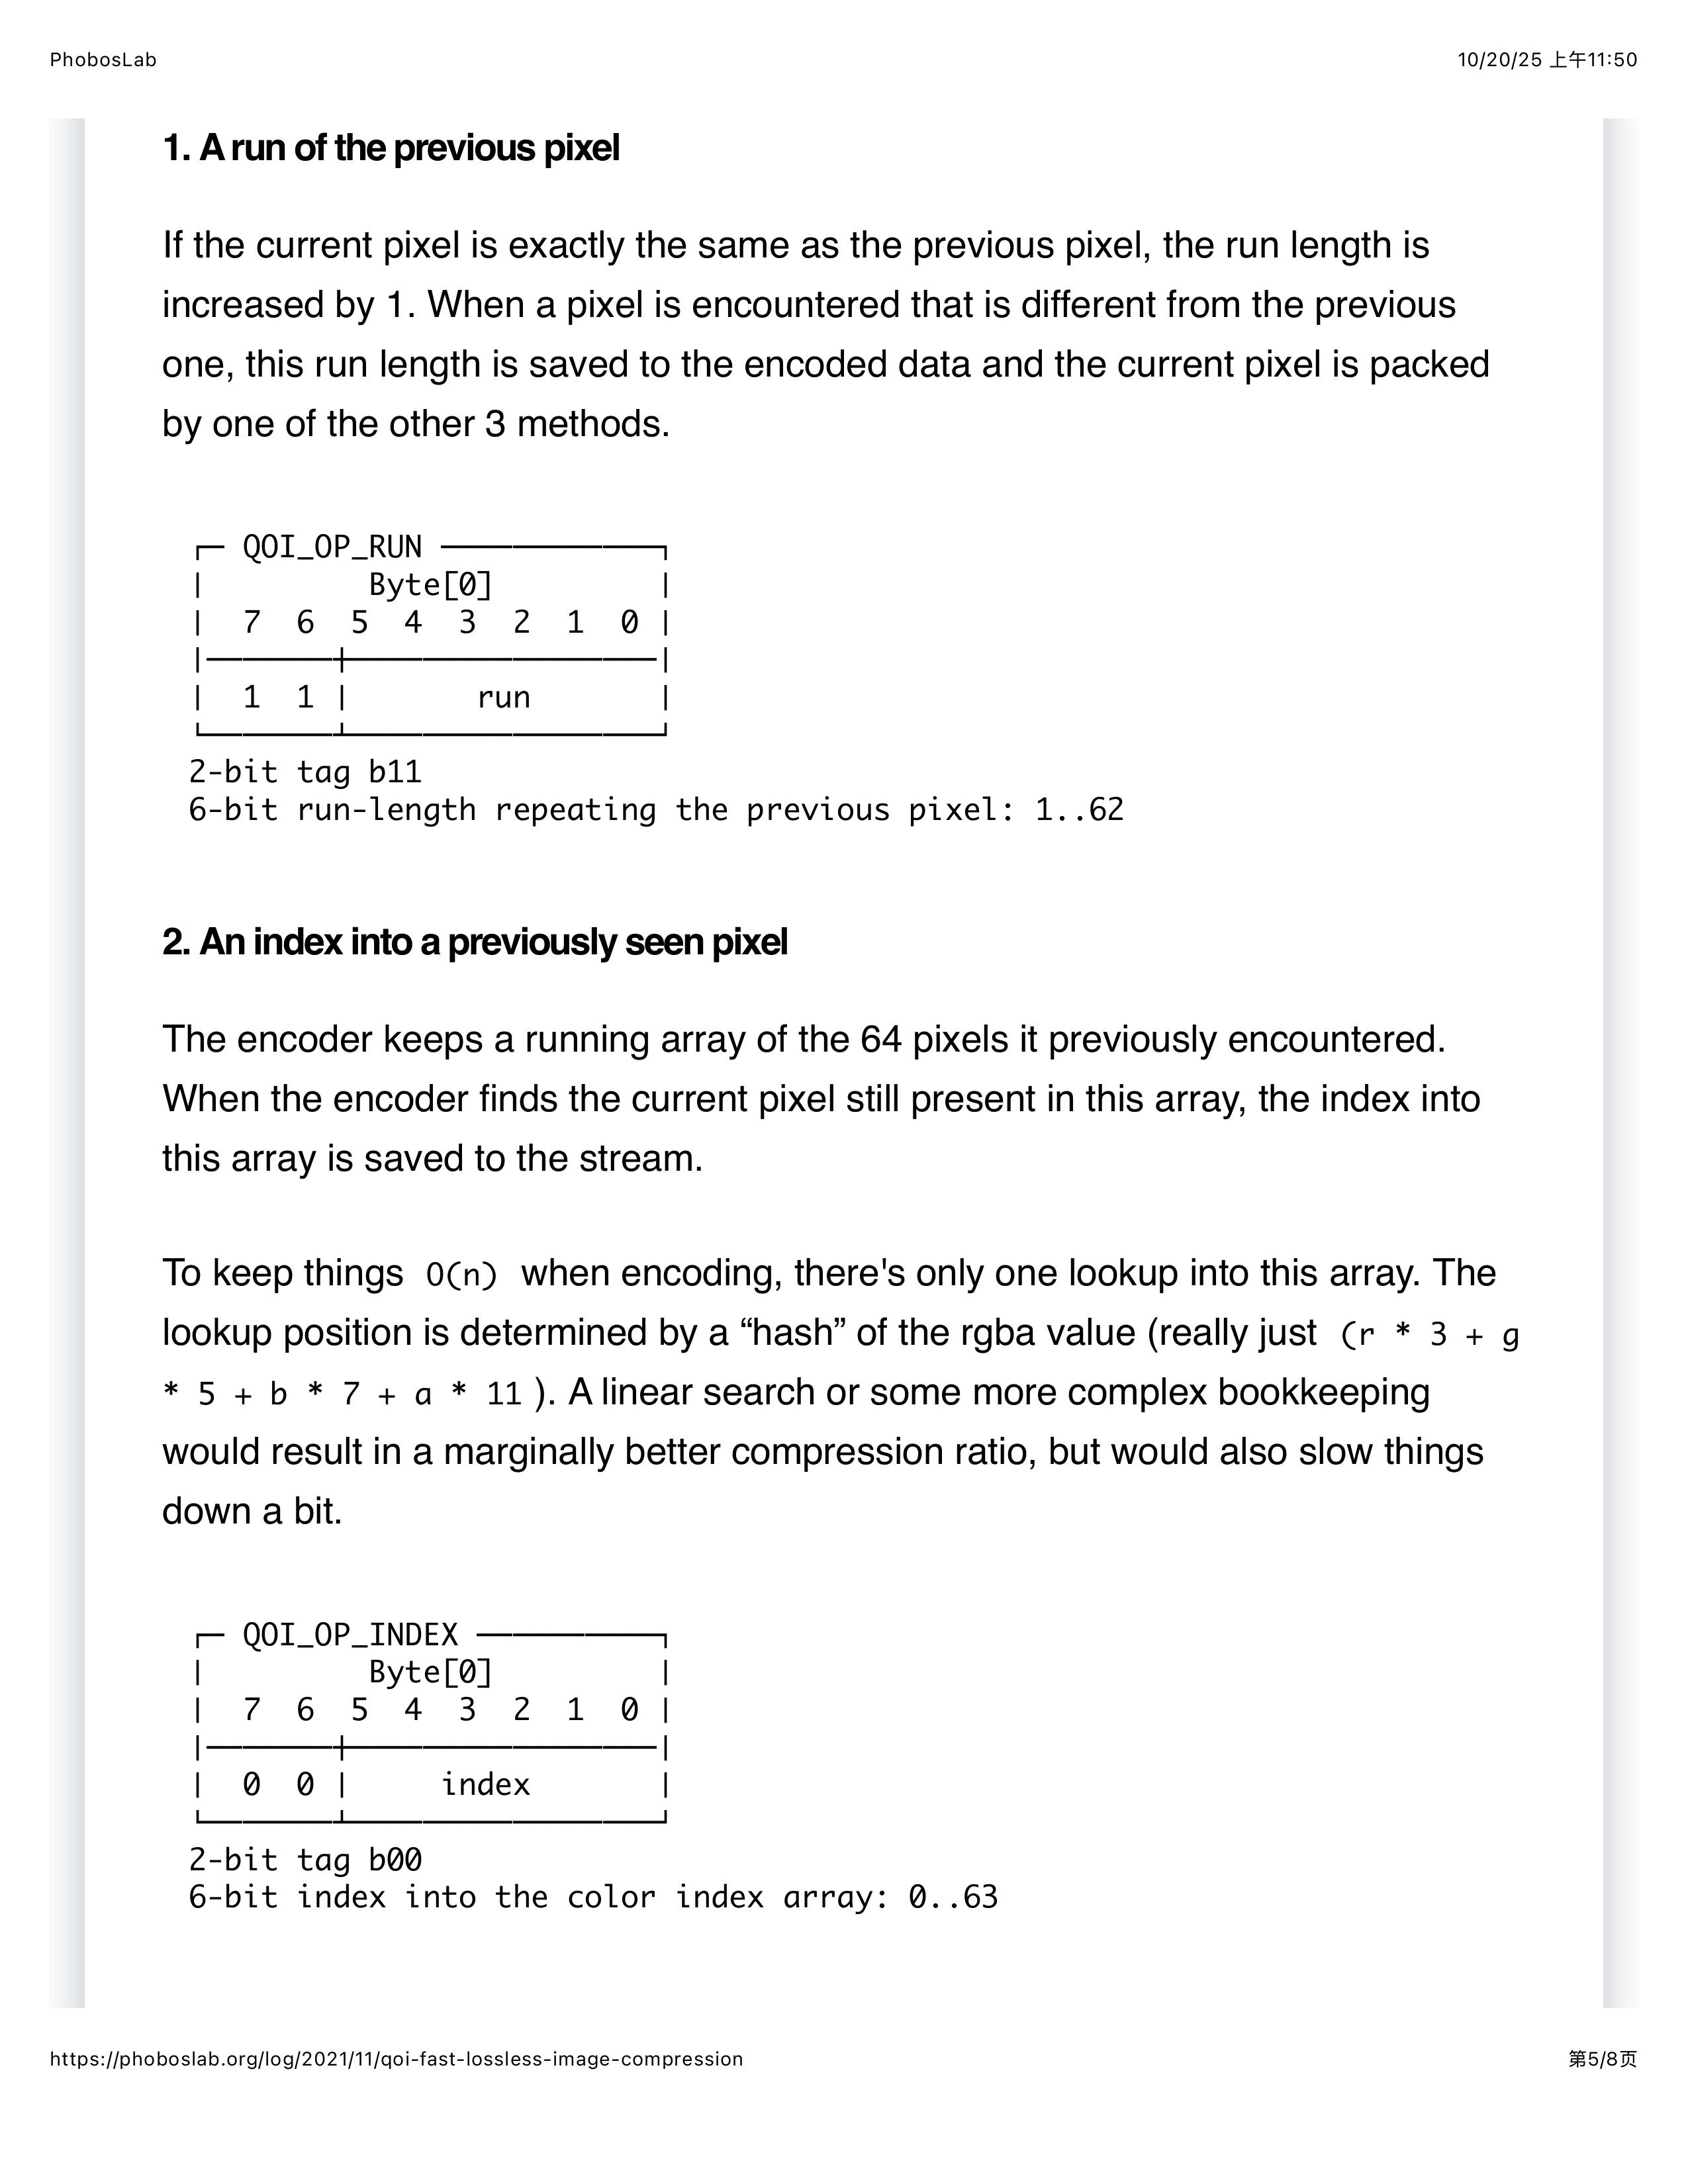 PhobosLab
10/20/25 上午11:50
1. A run of the previous pixel
If the current pixel is exactly the same as the previous pixel, the run length is
increased by 1. When a pixel is encountered that is different from the previous
one, this run length is saved to the encoded data and the current pixel is packed
by one of the other 3 methods.
┌─ QOI_OP_RUN ────────────┐
|         Byte[0]         |
|  7  6  5  4  3  2  1  0 |
|───────┼─────────────────|
|  1  1 |       run       |
└───────┴─────────────────┘
2-bit tag b11
6-bit run-length repeating the previous pixel: 1..62
2. An index into a previously seen pixel
The encoder keeps a running array of the 64 pixels it previously encountered.
When the encoder finds the current pixel still present in this array, the index into
this array is saved to the stream.
To keep things O(n) when encoding, there's only one lookup into this array. The
lookup position is determined by a “hash” of the rgba value (really just (r * 3 + g
* 5 + b * 7 + a * 11 ). A linear search or some more complex bookkeeping
would result in a marginally better compression ratio, but would also slow things
down a bit.
┌─ QOI_OP_INDEX ──────────┐
|         Byte[0]         |
|  7  6  5  4  3  2  1  0 |
|───────┼─────────────────|
|  0  0 |     index       |
└───────┴─────────────────┘
2-bit tag b00
6-bit index into the color index array: 0..63
https://phoboslab.org/log/2021/11/qoi-fast-lossless-image-compression
第5/8页